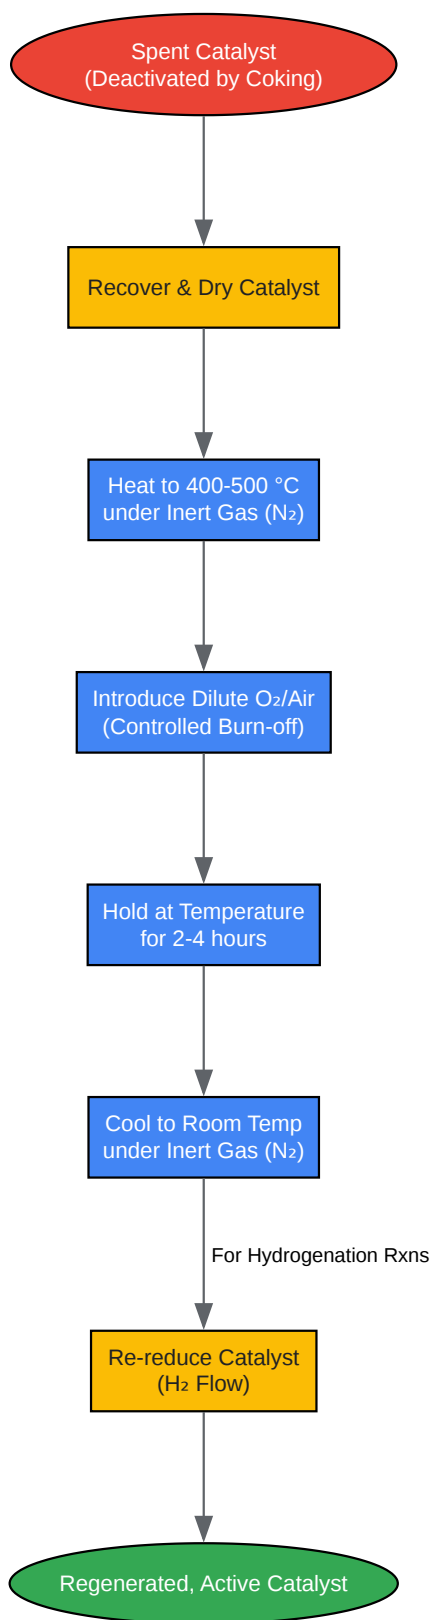 Spent Catalyst
(Deactivated by Coking)
Recover & Dry Catalyst
Heat to 400-500 °C
under Inert Gas (N₂)
Introduce Dilute O₂/Air
(Controlled Burn-off)
Hold at Temperature
for 2-4 hours
Cool to Room Temp
under Inert Gas (N₂)
For Hydrogenation Rxns
Re-reduce Catalyst
(H₂ Flow)
Regenerated, Active Catalyst